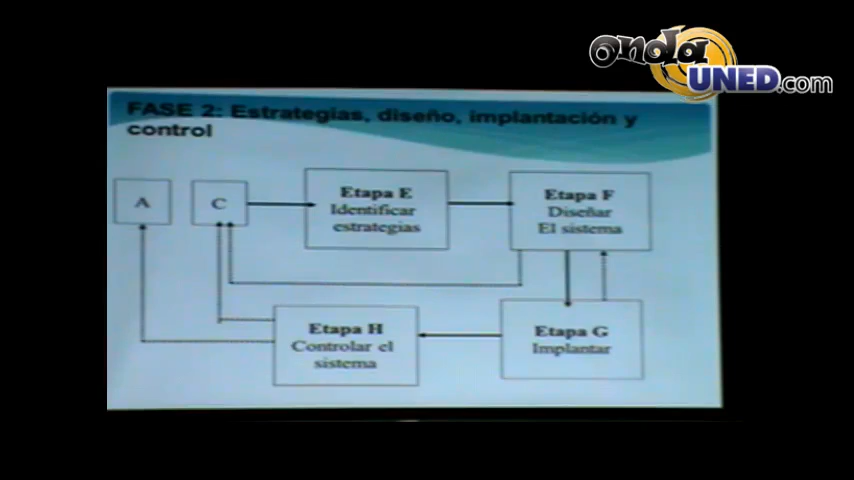 onda
UNED.com
FASE 2: Estrategias, diseño, implantación y
control
A
C
Etapa E
Identificar
estrategias
Etapa F
Diseñar
El sistema
Etapa H
Controlar el
sistema
Etapa G
Implantar